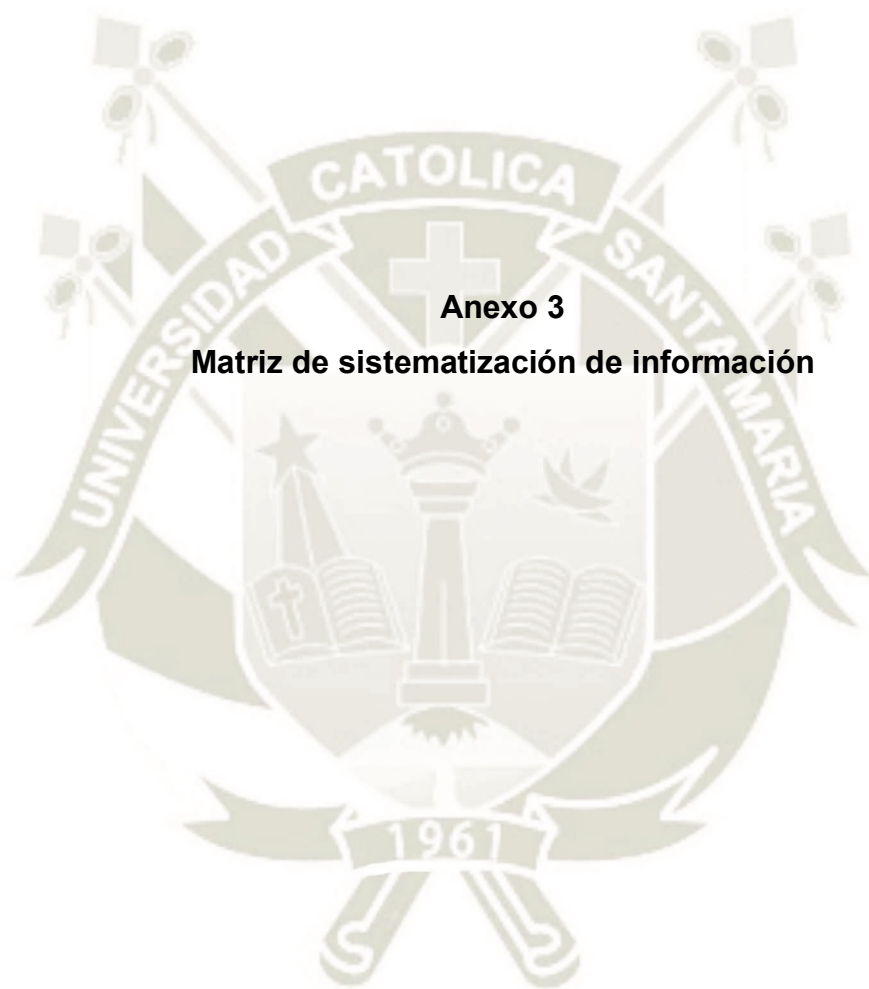 CATOLICA
UNIVERSIDAD
SANTA MARIA
Anexo 3
Matriz de sistematización de información
1961